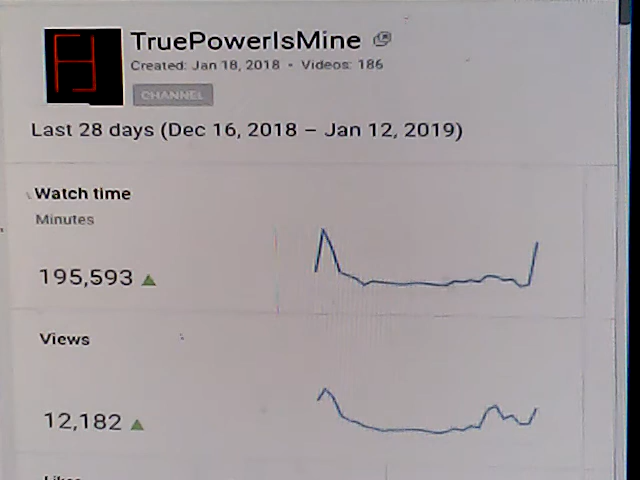 TruePowerIsMine
Created: Jan 18, 2018 • Videos: 186
CHANNEL
Last 28 days (Dec 16, 2018 – Jan 12, 2019)
Watch time
Minutes
195,593
Views
12,182